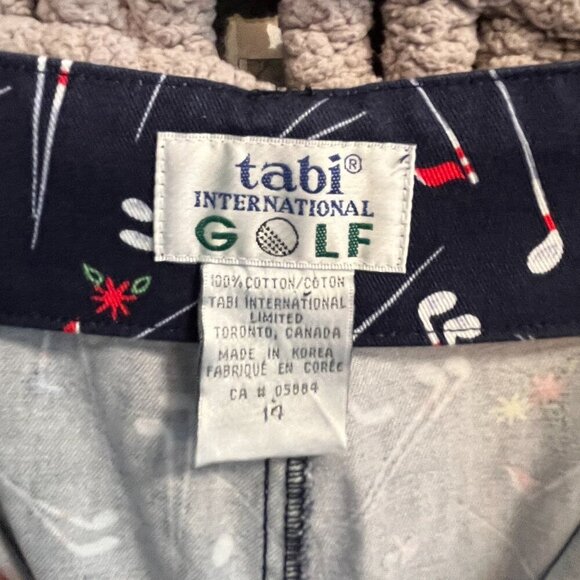 tabi®
INTERNATIONAL
GOLF
100% COTTON/COTON
TABI INTERNATIONAL
LIMITED
TORONTO, CANADA
MADE IN KOREA
FABRIQUÉ EN CORÉE
CA # 05884
14